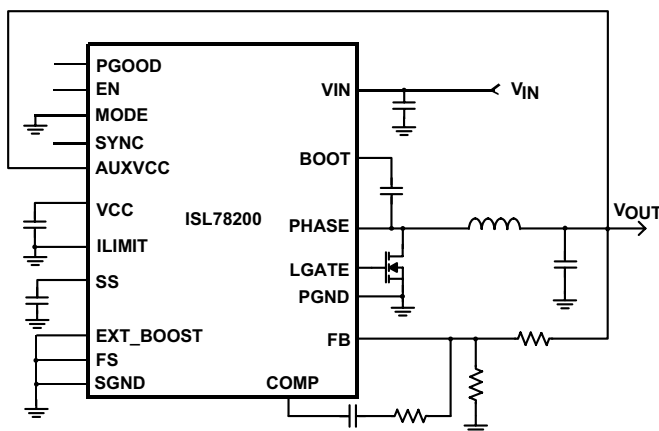 PGOOD
EN
MODE
SYNC
AUXVCC
VCC
ILIMIT
SS
EXT_BOOST
FS
SGND
ISL78200
COMP
VIN
BOOT
PHASE
LGATE
PGND
FB
VIN
VOUT